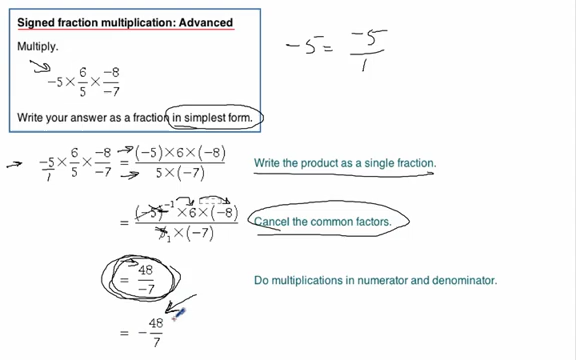 Signed fraction multiplication: Advanced
Multiply.
-5 × 6/5 × -8/-7
Write your answer as a fraction in simplest form.
-5 = -5/1
-5/1 × 6/5 × -8/-7 = (-5)×6×(-8)/5×(-7) Write the product as a single fraction.
= (-5)-1 ×6×(-8)/5 1 ×(-7) Cancel the common factors.
= 48/-7 Do multiplications in numerator and denominator.
= -48/7